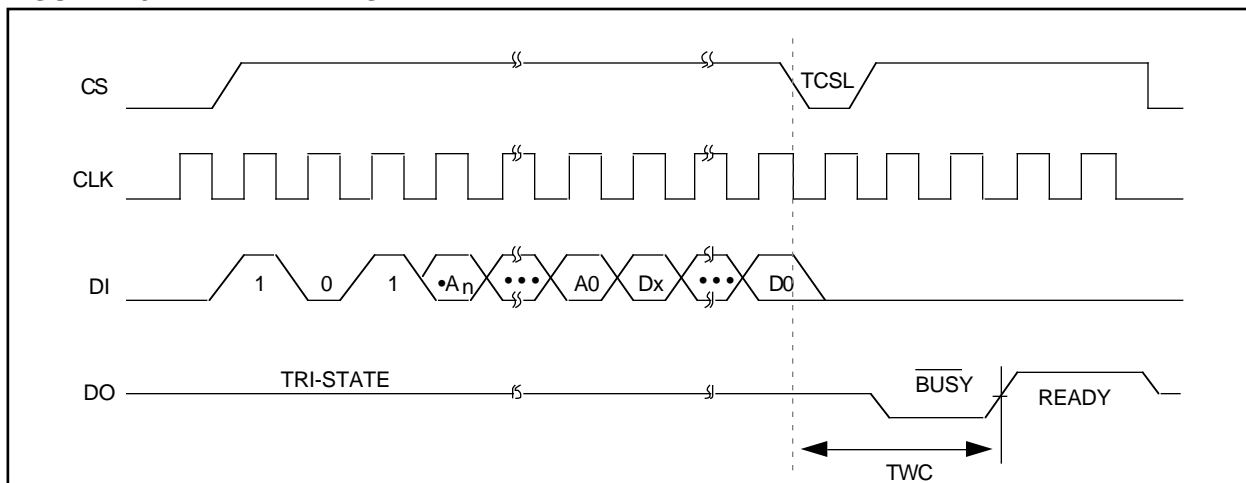 CS
TCSL
CLK
DI
1 0 1 •An ••• A0 Dx ••• D0
TRI-STATE
DO
BUSY
READY
TWC